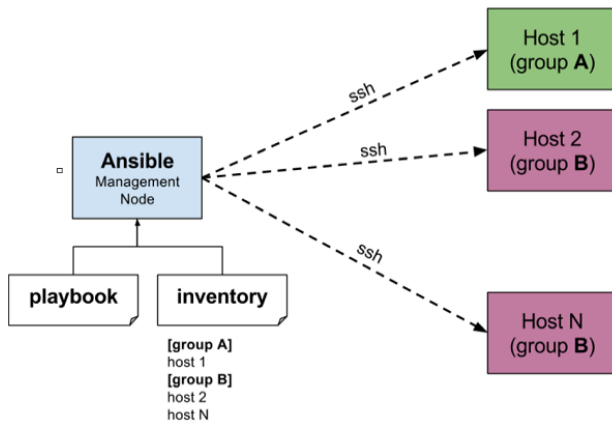 Host 1
(group A)
ssh
Host 2
(group B)
ssh
Ansible
Management
Node
ssh
playbook
inventory
Host N
(group B)
[group A]
host 1
[group B]
host 2
host N